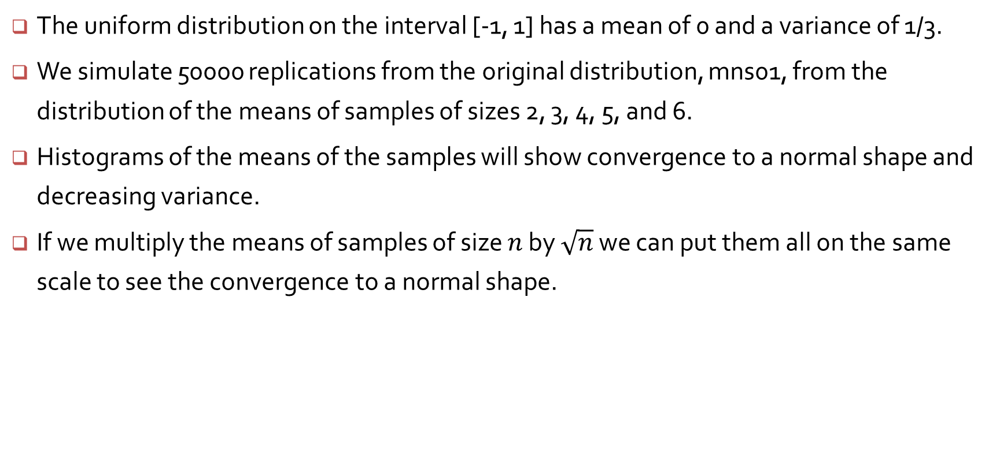 ❑ The uniform distribution on the interval [-1, 1] has a mean of 0 and a variance of 1/3.
❑ We simulate 50000 replications from the original distribution, mns01, from the
distribution of the means of samples of sizes 2, 3, 4, 5, and 6.
❑ Histograms of the means of the samples will show convergence to a normal shape and
decreasing variance.
❑ If we multiply the means of samples of size n by √n we can put them all on the same
scale to see the convergence to a normal shape.